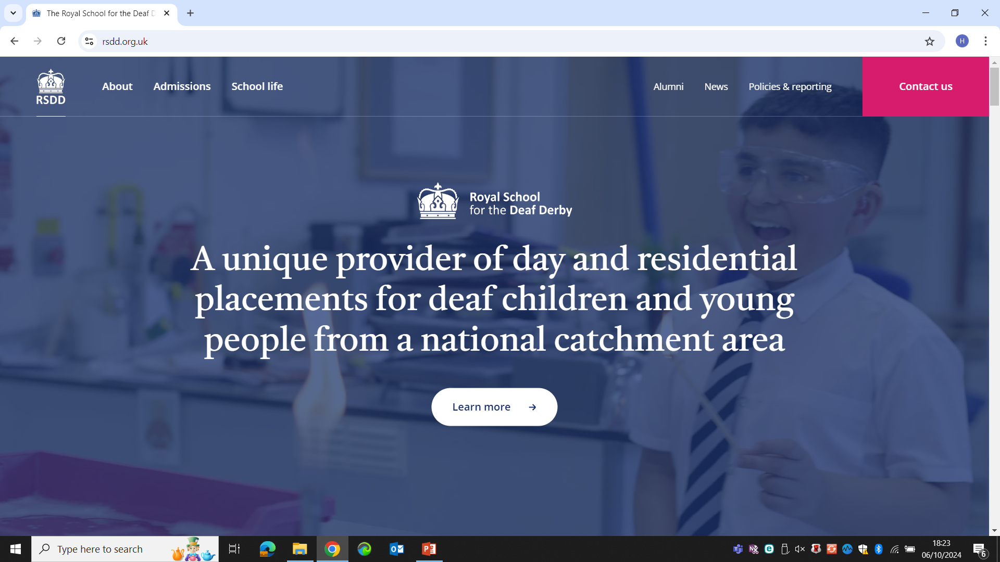 The Royal School for the Deaf D
rsdd.org.uk
H
RSDD
About
Admissions
School life
Alumni
News
Policies & reporting
Contact us
Royal School
for the Deaf Derby
A unique provider of day and residential
placements for deaf children and young
people from a national catchment area
Learn more
Type here to search
18:23
06/10/2024
6